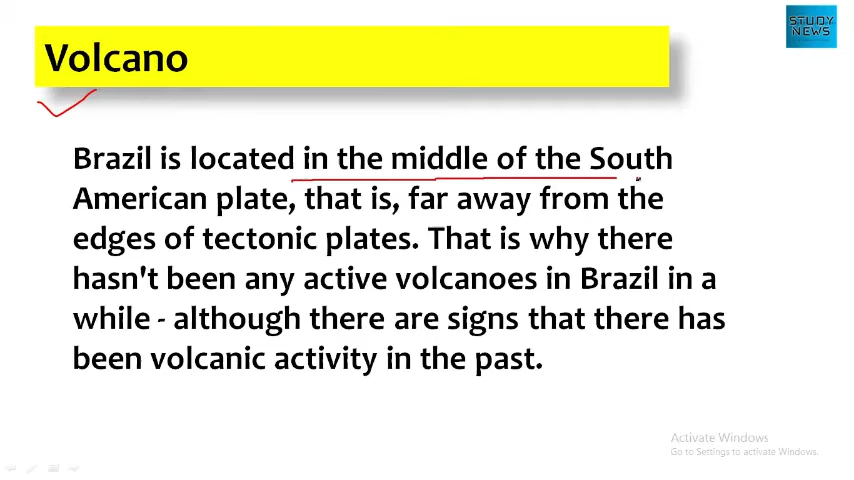 STUDY
NEWS
Volcano
Brazil is located in the middle of the South
American plate, that is, far away from the
edges of tectonic plates. That is why there
hasn't been any active volcanoes in Brazil in a
while - although there are signs that there has
been volcanic activity in the past.
Activate Windows
Go to Settings to activate Windows.